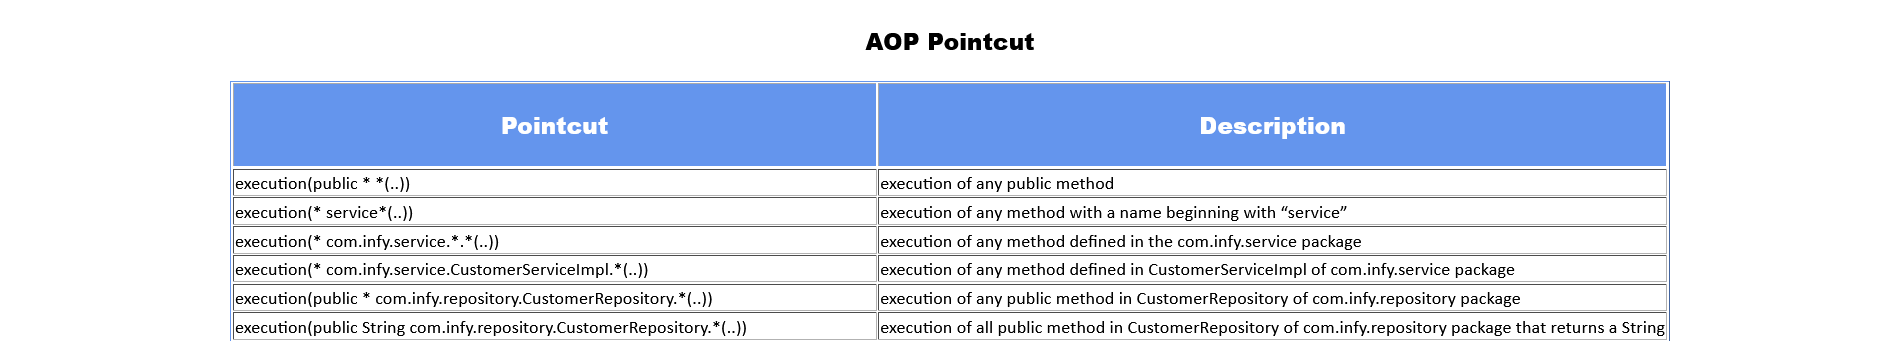 AOP Pointcut
Pointcut Description
execution(public * *(..)) execution of any public method
execution(* service*(..)) execution of any method with a name beginning with “service”
execution(* com.infy.service.*.*(..)) execution of any method defined in the com.infy.service package
execution(* com.infy.service.CustomerServiceImpl.*(..)) execution of any method defined in CustomerServiceImpl of com.infy.service package
execution(public * com.infy.repository.CustomerRepository.*(..)) execution of any public method in CustomerRepository of com.infy.repository package
execution(public String com.infy.repository.CustomerRepository.*(..)) execution of all public method in CustomerRepository of com.infy.repository package that returns a String